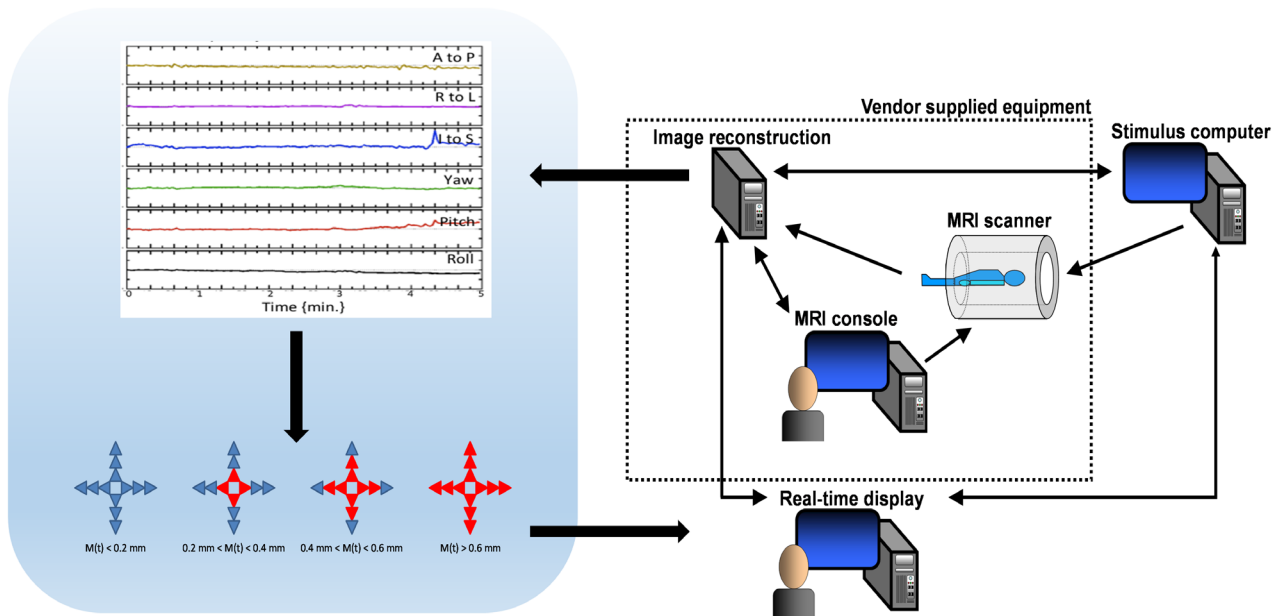 A to P
R to L
I to S
Yaw
Pitch
Roll
0 1 2 3 4 5
Time {min.}
M(t) < 0.2 mm
0.2 mm < M(t) < 0.4 mm
0.4 mm < M(t) < 0.6 mm
M(t) > 0.6 mm
Vendor supplied equipment
Image reconstruction
Stimulus computer
MRI scanner
MRI console
Real-time display